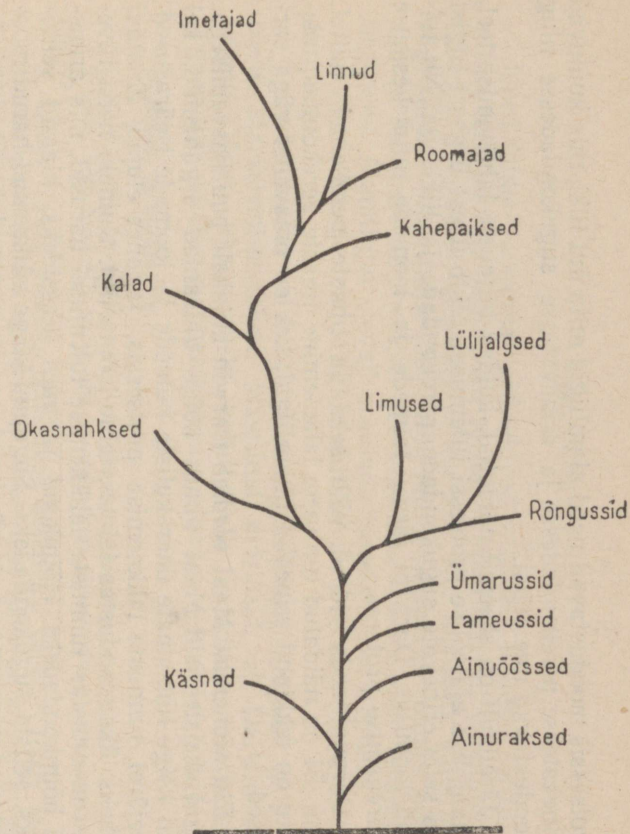 Imetajad
Linnud
Roomajad
Kahepaiksed
Kalad
Lülijalgsed
Limused
Okasnahksed
Rõngussid
Ümarussid
Lameussid
Ainuõõssed
Käsnad
Ainuraksed